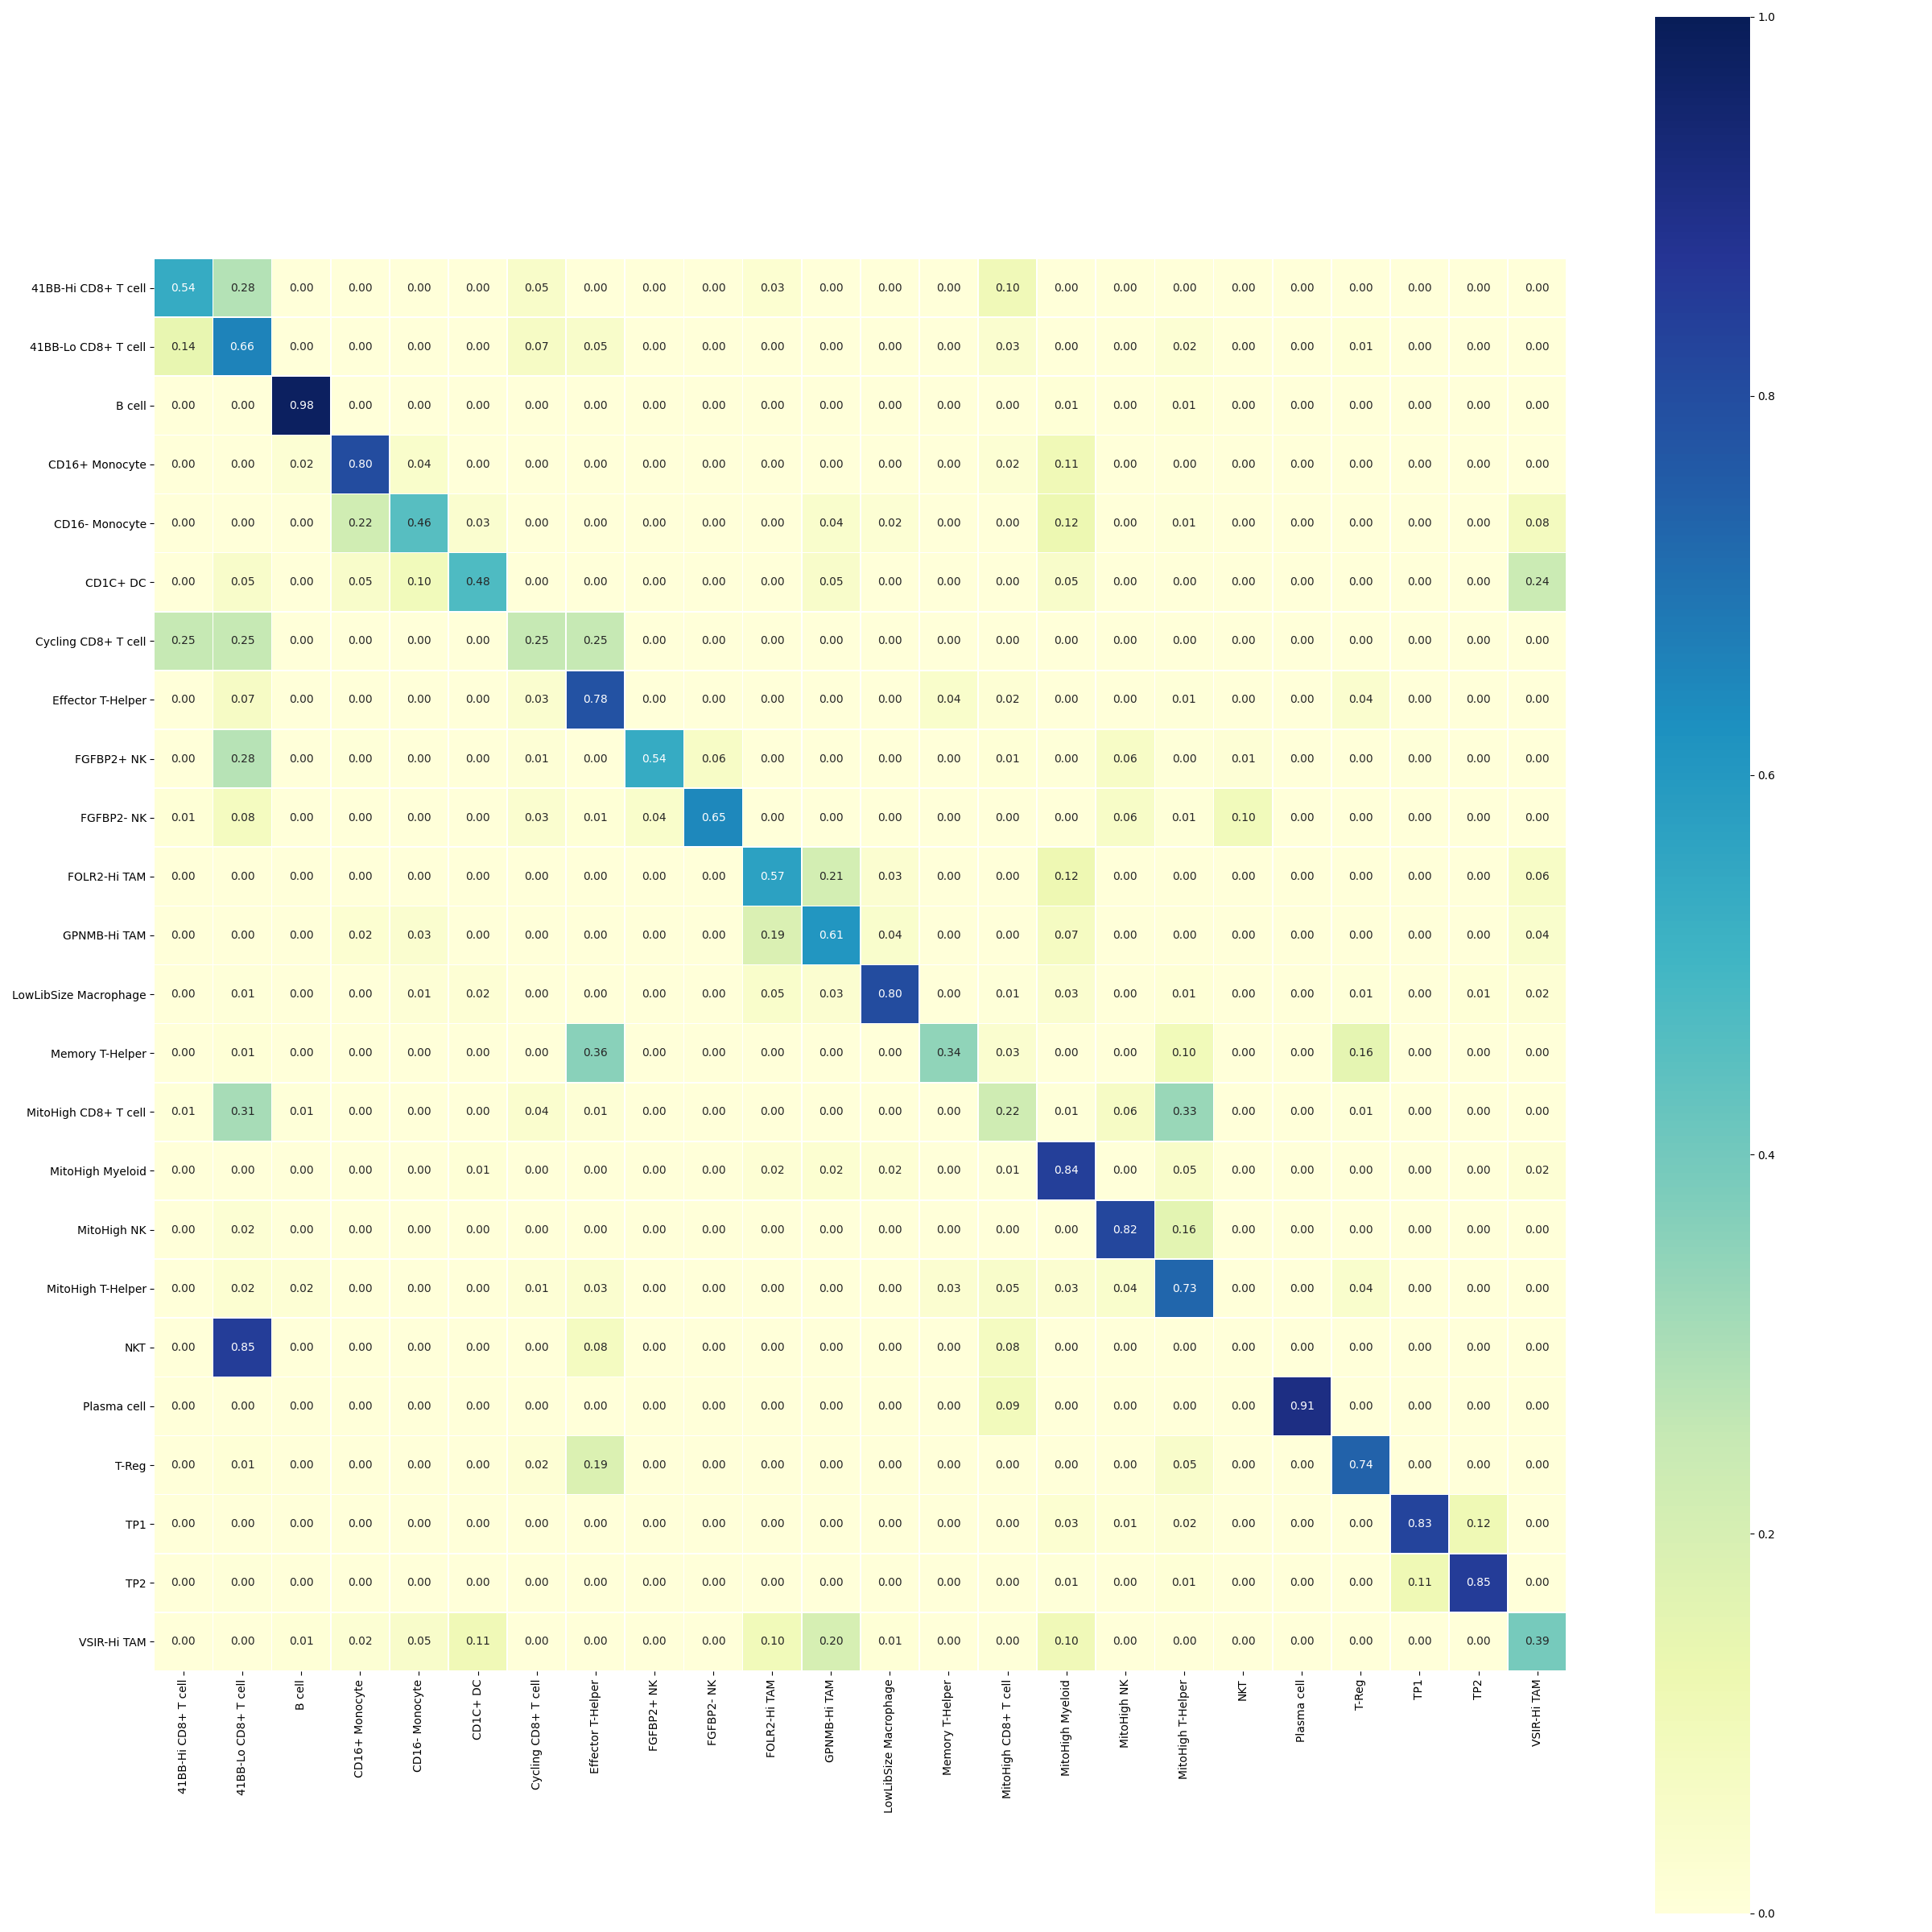 1.0
0.8
0.6
0.4
0.2
0.0
41BB-Hi CD8+ T cell 0.54 0.28 0.00 0.00 0.00 0.00 0.05 0.00 0.00 0.00 0.03 0.00 0.00 0.00 0.10 0.00 0.00 0.00 0.00 0.00 0.00 0.00 0.00 0.00
41BB-Lo CD8+ T cell 0.14 0.66 0.00 0.00 0.00 0.00 0.07 0.05 0.00 0.00 0.00 0.00 0.00 0.00 0.03 0.00 0.00 0.02 0.00 0.00 0.01 0.00 0.00 0.00
B cell 0.00 0.00 0.98 0.00 0.00 0.00 0.00 0.00 0.00 0.00 0.00 0.00 0.00 0.00 0.00 0.01 0.00 0.01 0.00 0.00 0.00 0.00 0.00 0.00
CD16+ Monocyte 0.00 0.00 0.02 0.80 0.04 0.00 0.00 0.00 0.00 0.00 0.00 0.00 0.00 0.00 0.02 0.11 0.00 0.00 0.00 0.00 0.00 0.00 0.00 0.00
CD16- Monocyte 0.00 0.00 0.00 0.22 0.46 0.03 0.00 0.00 0.00 0.00 0.00 0.04 0.02 0.00 0.00 0.12 0.00 0.01 0.00 0.00 0.00 0.00 0.00 0.08
CD1C+ DC 0.00 0.05 0.00 0.05 0.10 0.48 0.00 0.00 0.00 0.00 0.00 0.05 0.00 0.00 0.00 0.05 0.00 0.00 0.00 0.00 0.00 0.00 0.00 0.24
Cycling CD8+ T cell 0.25 0.25 0.00 0.00 0.00 0.00 0.25 0.25 0.00 0.00 0.00 0.00 0.00 0.00 0.00 0.00 0.00 0.00 0.00 0.00 0.00 0.00 0.00 0.00
Effector T-Helper 0.00 0.07 0.00 0.00 0.00 0.00 0.03 0.78 0.00 0.00 0.00 0.00 0.00 0.04 0.02 0.00 0.00 0.01 0.00 0.00 0.04 0.00 0.00 0.00
FGFBP2+ NK 0.00 0.28 0.00 0.00 0.00 0.00 0.01 0.00 0.54 0.06 0.00 0.00 0.00 0.00 0.01 0.00 0.06 0.00 0.01 0.00 0.00 0.00 0.00 0.00
FGFBP2- NK 0.01 0.08 0.00 0.00 0.00 0.00 0.03 0.01 0.04 0.65 0.00 0.00 0.00 0.00 0.00 0.00 0.06 0.01 0.10 0.00 0.00 0.00 0.00 0.00
FOLR2-Hi TAM 0.00 0.00 0.00 0.00 0.00 0.00 0.00 0.00 0.00 0.00 0.57 0.21 0.03 0.00 0.00 0.12 0.00 0.00 0.00 0.00 0.00 0.00 0.00 0.06
GPNMB-Hi TAM 0.00 0.00 0.00 0.02 0.03 0.00 0.00 0.00 0.00 0.00 0.19 0.61 0.04 0.00 0.00 0.07 0.00 0.00 0.00 0.00 0.00 0.00 0.00 0.04
LowLibSize Macrophage 0.00 0.01 0.00 0.00 0.01 0.02 0.00 0.00 0.00 0.00 0.05 0.03 0.80 0.00 0.01 0.03 0.00 0.01 0.00 0.00 0.01 0.00 0.01 0.02
Memory T-Helper 0.00 0.01 0.00 0.00 0.00 0.00 0.00 0.36 0.00 0.00 0.00 0.00 0.00 0.34 0.03 0.00 0.00 0.10 0.00 0.00 0.16 0.00 0.00 0.00
MitoHigh CD8+ T cell 0.01 0.31 0.01 0.00 0.00 0.00 0.04 0.01 0.00 0.00 0.00 0.00 0.00 0.00 0.22 0.01 0.06 0.33 0.00 0.00 0.01 0.00 0.00 0.00
MitoHigh Myeloid 0.00 0.00 0.00 0.00 0.00 0.01 0.00 0.00 0.00 0.00 0.02 0.02 0.02 0.00 0.01 0.84 0.00 0.05 0.00 0.00 0.00 0.00 0.00 0.02
MitoHigh NK 0.00 0.02 0.00 0.00 0.00 0.00 0.00 0.00 0.00 0.00 0.00 0.00 0.00 0.00 0.00 0.00 0.82 0.16 0.00 0.00 0.00 0.00 0.00 0.00
MitoHigh T-Helper 0.00 0.02 0.02 0.00 0.00 0.00 0.01 0.03 0.00 0.00 0.00 0.00 0.00 0.03 0.05 0.03 0.04 0.73 0.00 0.00 0.04 0.00 0.00 0.00
NKT 0.00 0.85 0.00 0.00 0.00 0.00 0.00 0.08 0.00 0.00 0.00 0.00 0.00 0.00 0.08 0.00 0.00 0.00 0.00 0.00 0.00 0.00 0.00 0.00
Plasma cell 0.00 0.00 0.00 0.00 0.00 0.00 0.00 0.00 0.00 0.00 0.00 0.00 0.00 0.00 0.09 0.00 0.00 0.00 0.00 0.91 0.00 0.00 0.00 0.00
T-Reg 0.00 0.01 0.00 0.00 0.00 0.00 0.02 0.19 0.00 0.00 0.00 0.00 0.00 0.00 0.00 0.00 0.00 0.05 0.00 0.00 0.74 0.00 0.00 0.00
TP1 0.00 0.00 0.00 0.00 0.00 0.00 0.00 0.00 0.00 0.00 0.00 0.00 0.00 0.00 0.00 0.03 0.01 0.02 0.00 0.00 0.00 0.83 0.12 0.00
TP2 0.00 0.00 0.00 0.00 0.00 0.00 0.00 0.00 0.00 0.00 0.00 0.00 0.00 0.00 0.00 0.01 0.00 0.01 0.00 0.00 0.00 0.11 0.85 0.00
VSIR-Hi TAM 0.00 0.00 0.01 0.02 0.05 0.11 0.00 0.00 0.00 0.00 0.10 0.20 0.01 0.00 0.00 0.10 0.00 0.00 0.00 0.00 0.00 0.00 0.00 0.39
41BB-Hi CD8+ T cell
41BB-Lo CD8+ T cell
B cell
CD16+ Monocyte
CD16- Monocyte
CD1C+ DC
Cycling CD8+ T cell
Effector T-Helper
FGFBP2+ NK
FGFBP2- NK
FOLR2-Hi TAM
GPNMB-Hi TAM
LowLibSize Macrophage
Memory T-Helper
MitoHigh CD8+ T cell
MitoHigh Myeloid
MitoHigh NK
MitoHigh T-Helper
NKT
Plasma cell
T-Reg
TP1
TP2
VSIR-Hi TAM